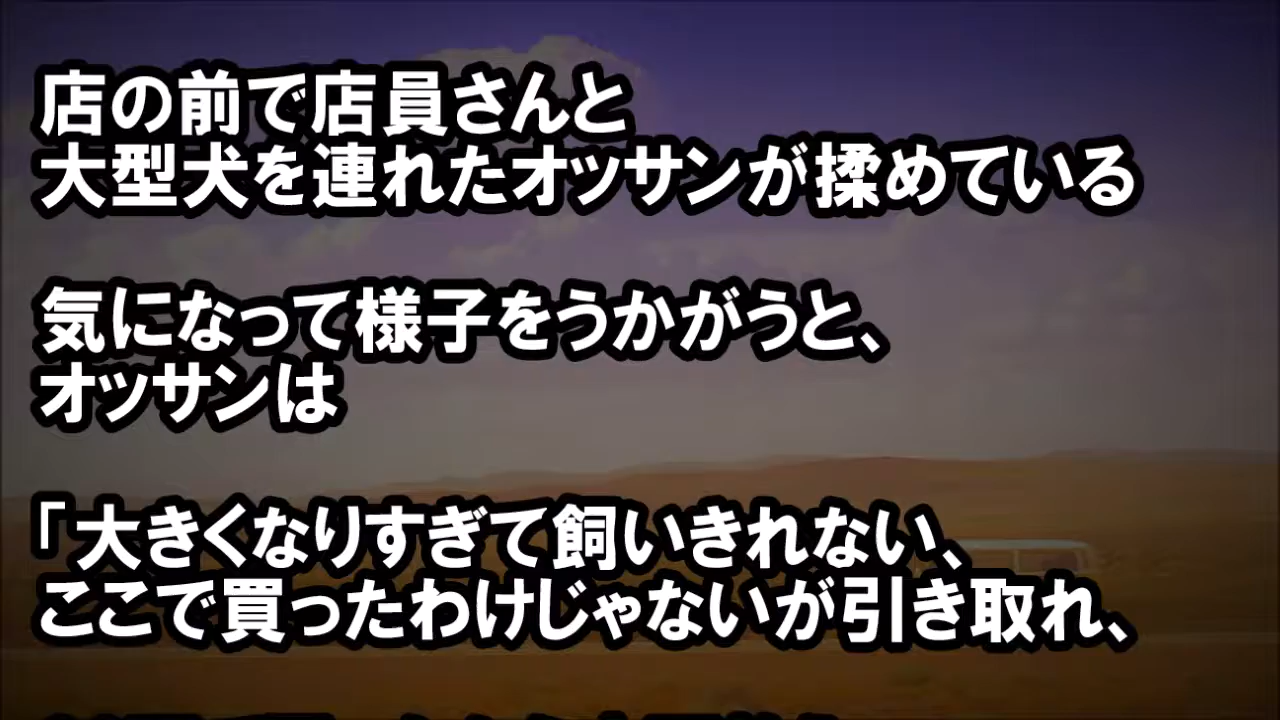 店の前で店員さんと
大型犬を連れたオッサンが揉めている
気になって様子をうかがうと、
オッサンは
「大きくなりすぎて飼いきれない、
ここで買ったわけじゃないが引き取れ、